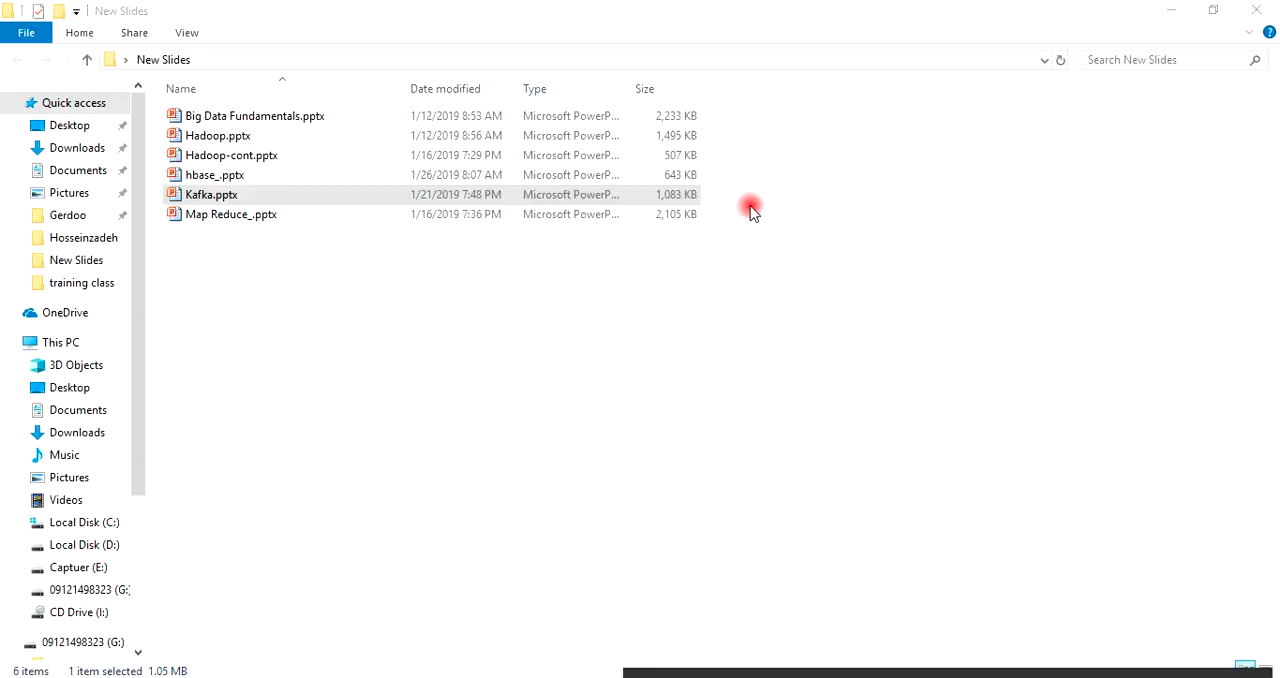 New Slides
File Home Share View
New Slides Search New Slides
Name Date modified Type Size
Quick access
Desktop
Downloads
Documents
Pictures
Gerdoo
Hosseinzadeh
New Slides
training class
OneDrive
This PC
3D Objects
Desktop
Documents
Downloads
Music
Pictures
Videos
Local Disk (C:)
Local Disk (D:)
Captuer (E:)
09121498323 (G:)
CD Drive (I:)
09121498323 (G:)
Big Data Fundamentals.pptx 1/12/2019 8:53 AM Microsoft PowerP... 2,233 KB
Hadoop.pptx 1/12/2019 8:56 AM Microsoft PowerP... 1,495 KB
Hadoop-cont.pptx 1/16/2019 7:29 PM Microsoft PowerP... 507 KB
hbase_.pptx 1/26/2019 8:07 AM Microsoft PowerP... 643 KB
Kafka.pptx 1/21/2019 7:48 PM Microsoft PowerP... 1,083 KB
Map Reduce_.pptx 1/16/2019 7:36 PM Microsoft PowerP... 2,105 KB
6 items 1 item selected 1.05 MB